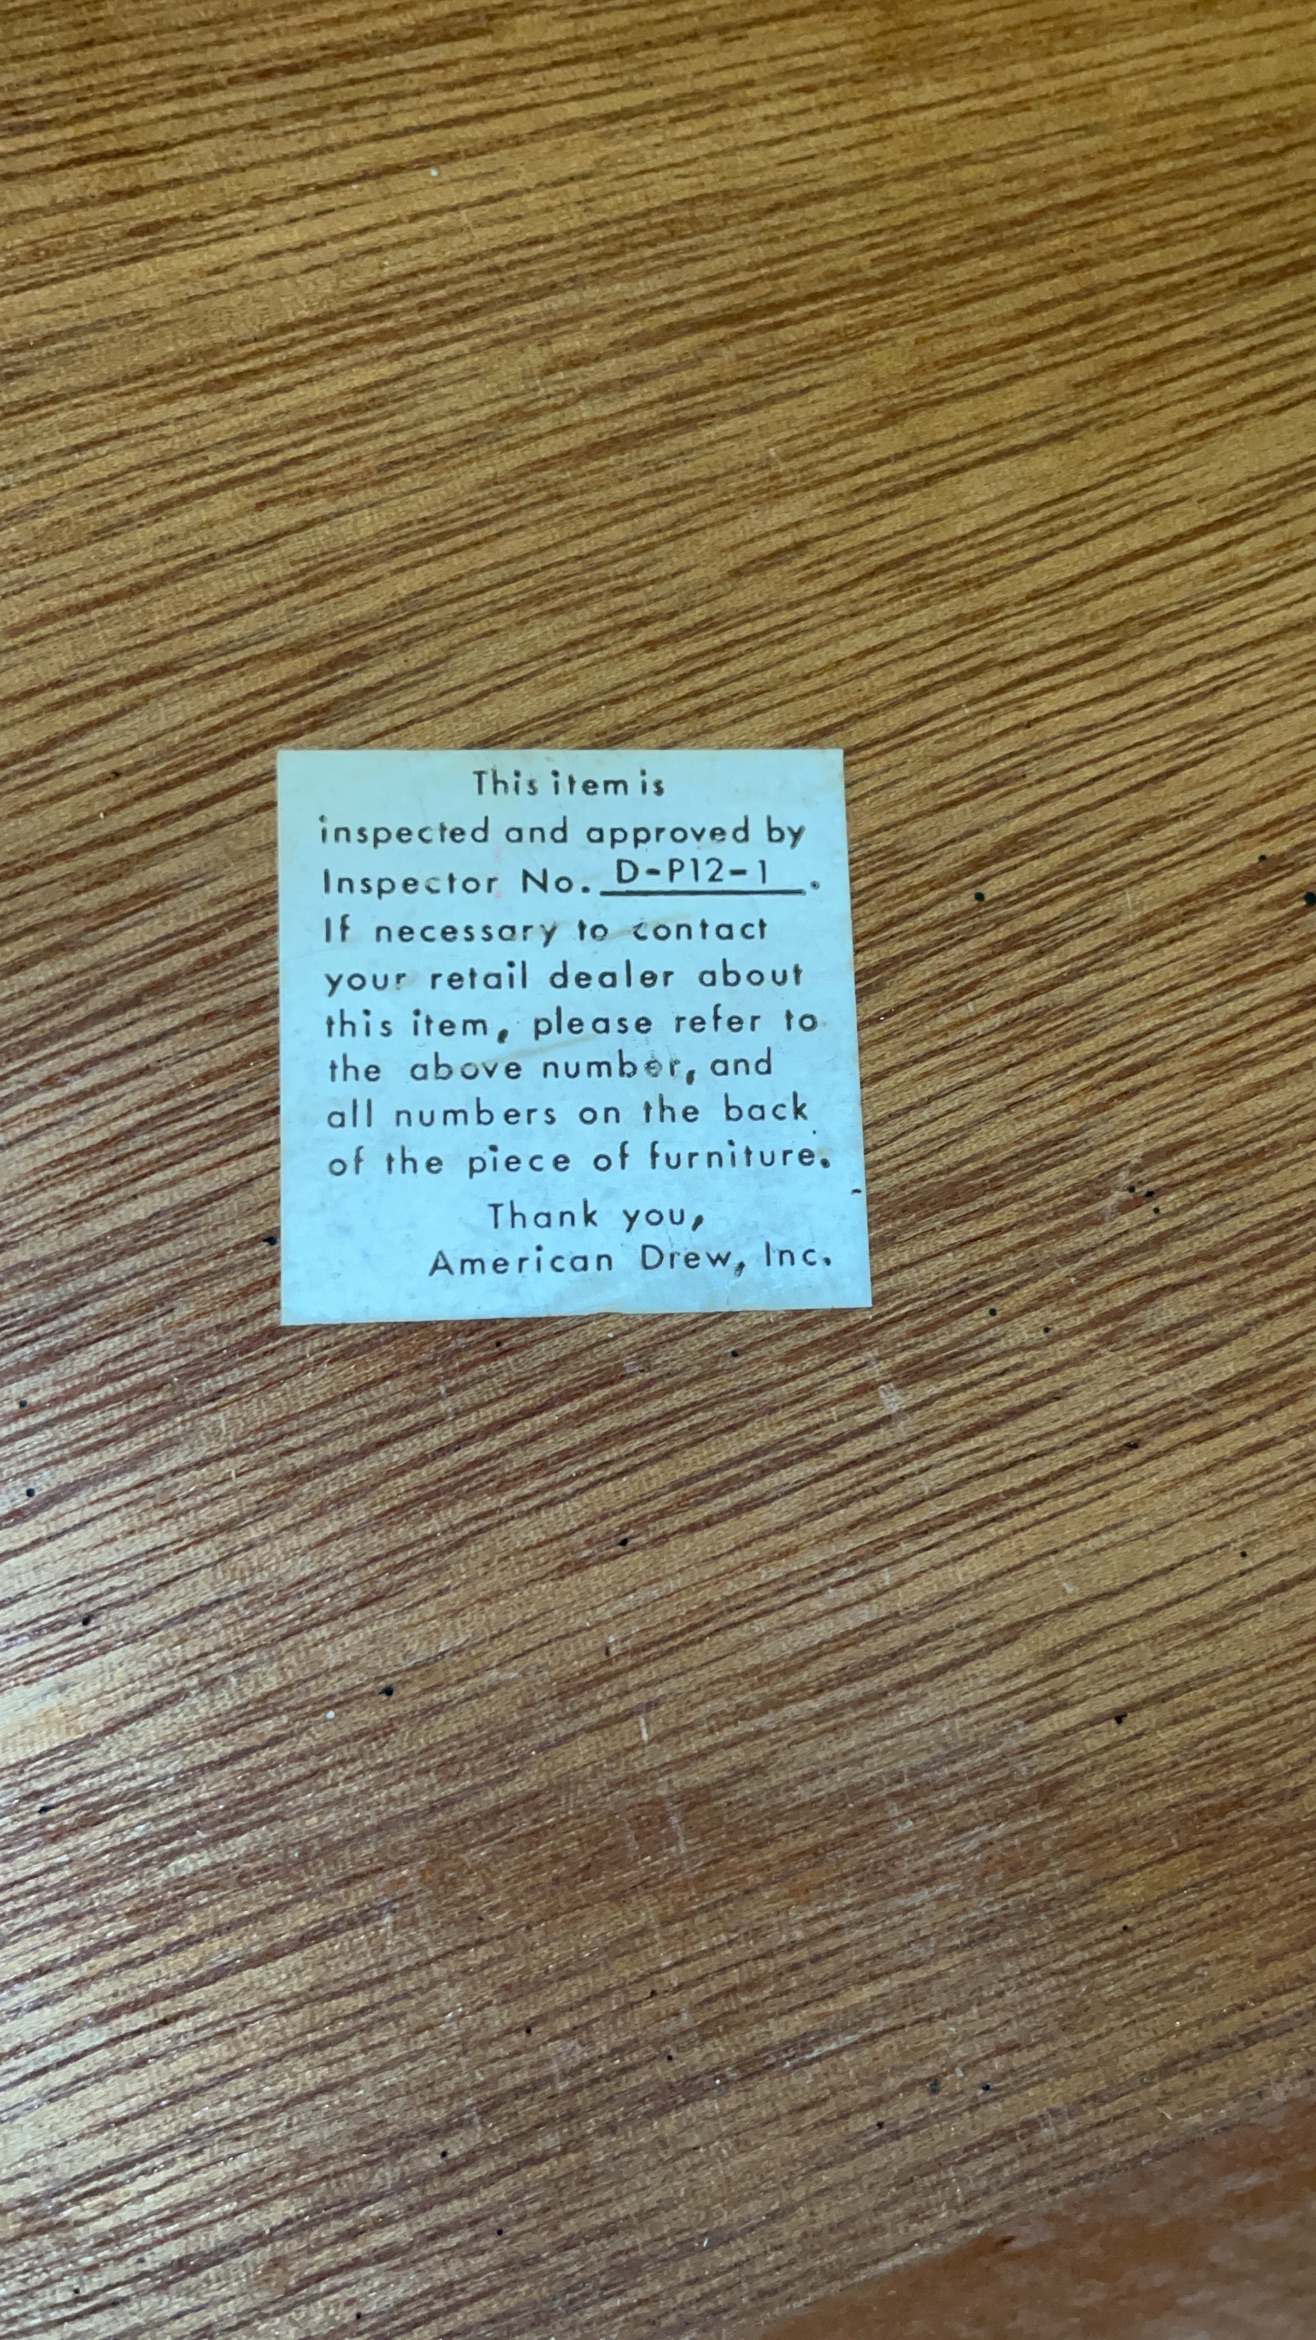 This item is
inspected and approved by
Inspector No. D-P12-1 .
If necessary to contact
your retail dealer about
this item, please refer to
the above number, and
all numbers on the back
of the piece of furniture.
Thank you,
American Drew, Inc.